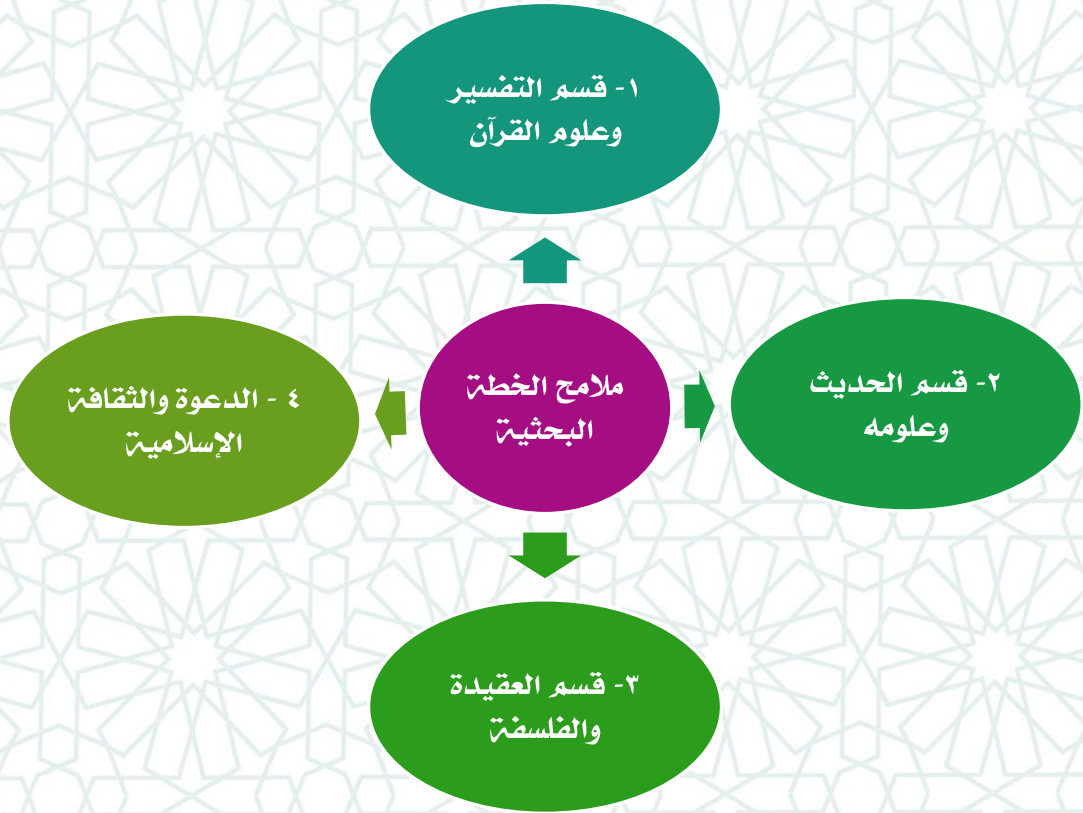 ١- قسم التفسير
وعلوم القرآن
ملامح الخطة
البحثية
٢- قسم الحديث
وعلومه
٣- قسم العقيدة
والفلسفة
٤ - الدعوة والثقافة
الإسلامية